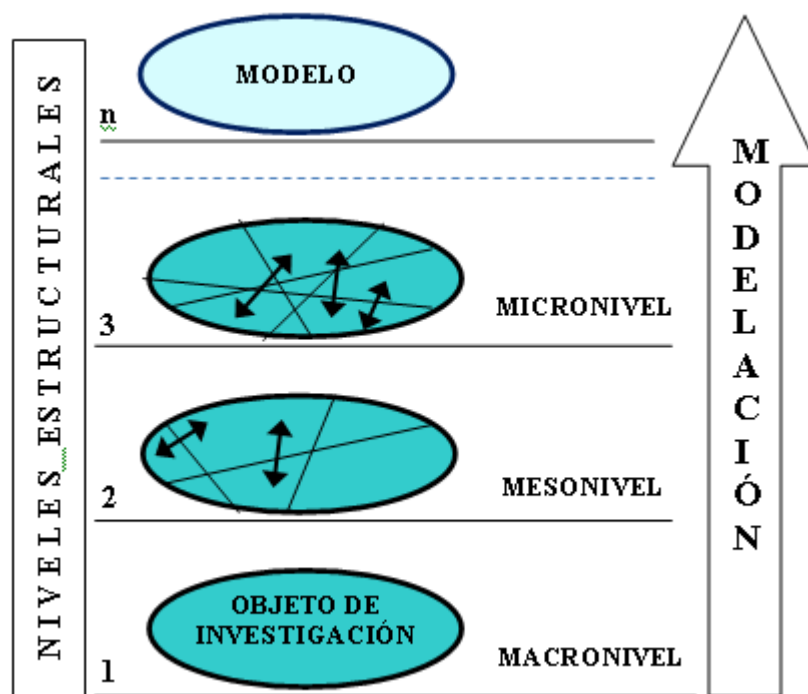 NIVELES ESTRUCTURALES
MODELO
n
3
MICRONIVEL
2
MESONIVEL
OBJETO DE
INVESTIGACIÓN
1
MACRONIVEL
MODELACIÓN